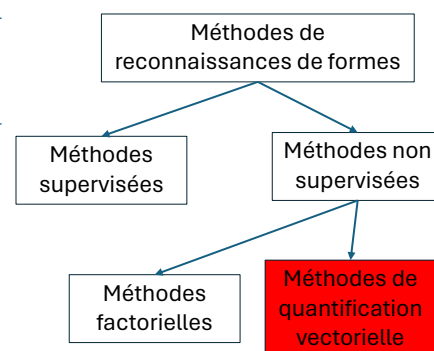 Méthodes de
reconnaissances de formes
Méthodes
supervisées
Méthodes non
supervisées
Méthodes
factorielles
Méthodes de
quantification
vectorielle